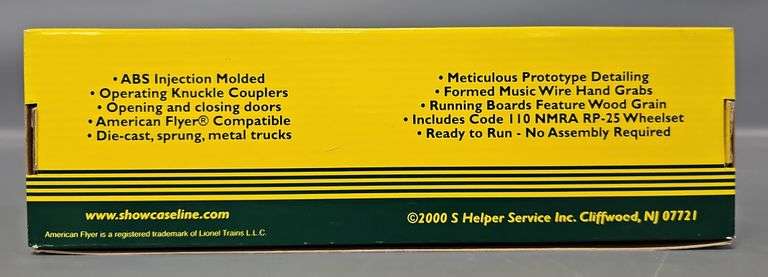 • ABS Injection Molded
• Operating Knuckle Couplers
• Opening and closing doors
• American Flyer® Compatible
• Die-cast, sprung, metal trucks
• Meticulous Prototype Detailing
• Formed Music Wire Hand Grabs
• Running Boards Feature Wood Grain
• Includes Code 110 NMRA RP-25 Wheelset
• Ready to Run - No Assembly Required
www.showcaseline.com
©2000 S Helper Service Inc. Cliffwood, NJ 07721
American Flyer is a registered trademark of Lionel Trains L.L.C.